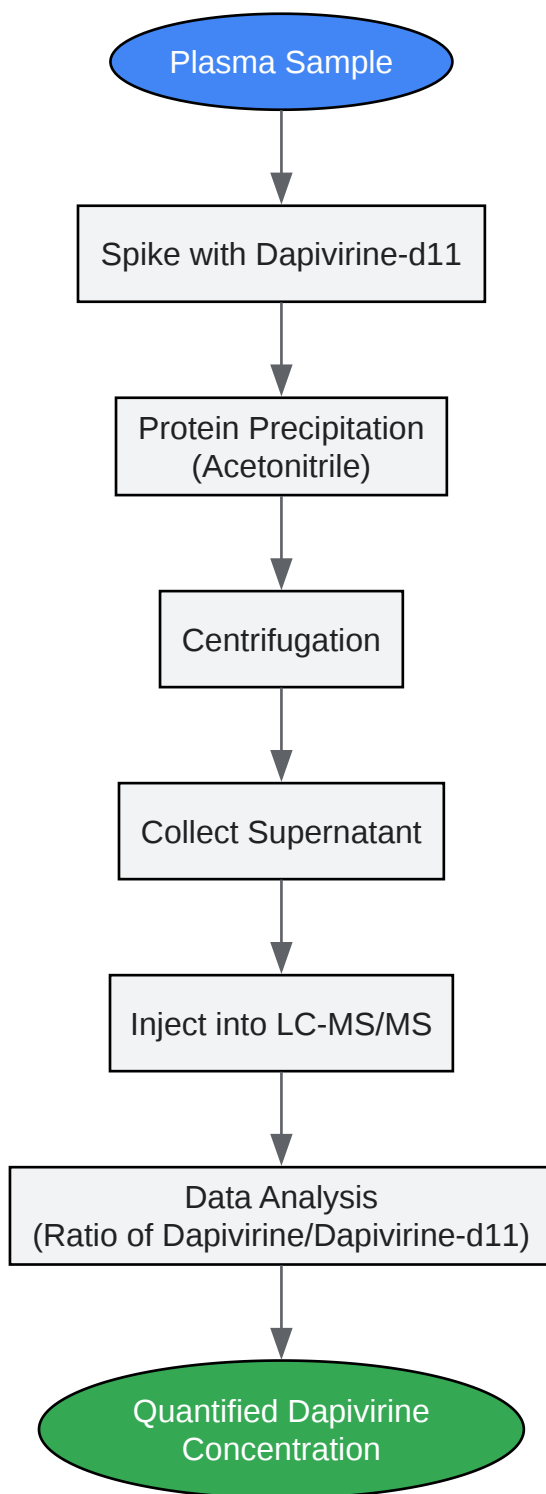 Plasma Sample
Spike with Dapivirine-d11
Protein Precipitation
(Acetonitrile)
Centrifugation
Collect Supernatant
Inject into LC-MS/MS
Data Analysis
(Ratio of Dapivirine/Dapivirine-d11)
Quantified Dapivirine
Concentration